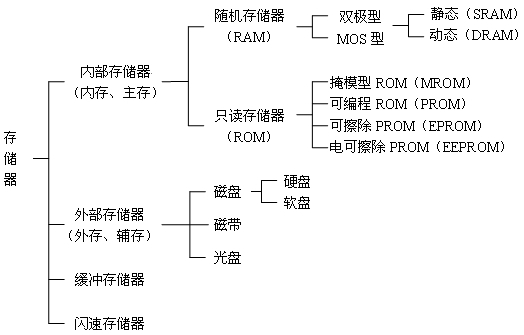 存储器
内部存储器
（内存、主存）
随机存储器
（RAM）
双极型
MOS 型
静态（SRAM）
动态（DRAM）
只读存储器
（ROM）
掩模型 ROM（MROM）
可编程 ROM（PROM）
可擦除 PROM（EPROM）
电可擦除 PROM（EEPROM）
外部存储器
（外存、辅存）
磁盘
硬盘
软盘
磁带
光盘
缓冲存储器
闪速存储器